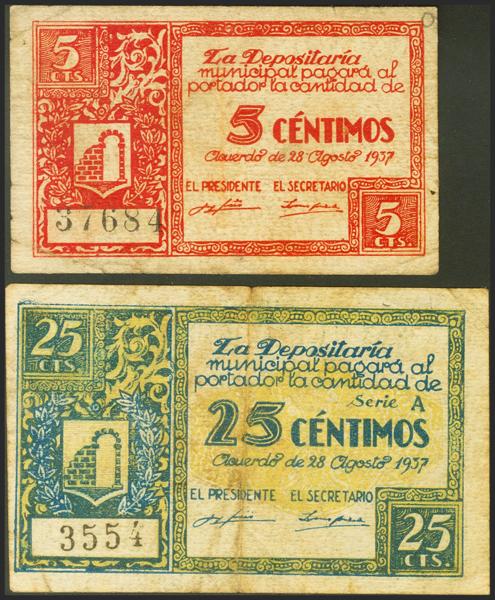 5
CTS.
La Depositaría
municipal pagará al
portador la cantidad de
5 CÉNTIMOS
Acuerdo de 28 Agosto 1937
EL PRESIDENTE EL SECRETARIO
37684
5
CTS.
25
CTS.
La Depositaría
municipal pagará al
portador la cantidad de
Serie A
25 CÉNTIMOS
Acuerdo de 28 Agosto 1937
EL PRESIDENTE EL SECRETARIO
3554
25
CTS.